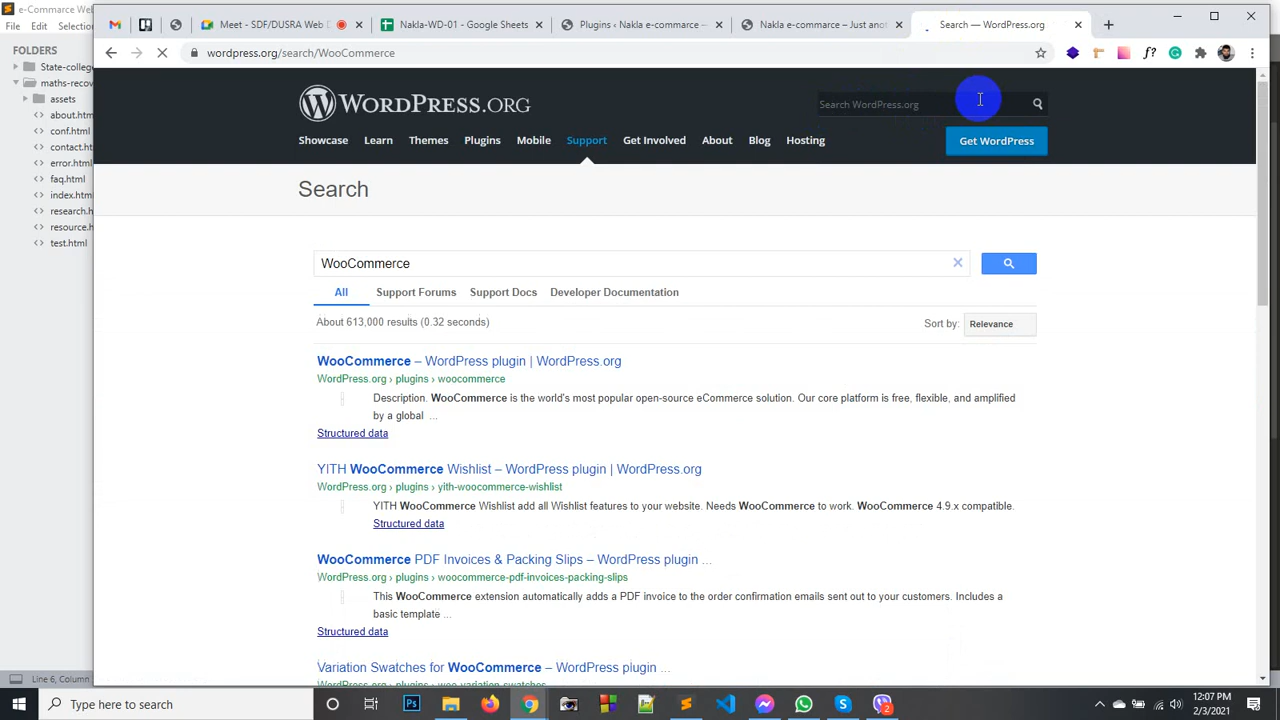 e-Commerce Wel
Meet - SDF/DUSRA Web D
Nakla-WD-01 - Google Sheets
Plugins ‹ Nakla e-commerce –
Nakla e-commerce – Just anot
Search — WordPress.org
File Edit Selection
wordpress.org/search/WooCommerce
FOLDERS
State-colleg
maths-recov
assets
about.htm
conf.html
contact.ht
error.html
faq.html
index.htm
research.h
resource.h
test.html
WORDPRESS.ORG
Search WordPress.org
Showcase Learn Themes Plugins Mobile Support Get Involved About Blog Hosting
Get WordPress
Search
WooCommerce
All Support Forums Support Docs Developer Documentation
About 613,000 results (0.32 seconds)
Sort by: Relevance
WooCommerce – WordPress plugin | WordPress.org
WordPress.org › plugins › woocommerce
Description. WooCommerce is the world's most popular open-source eCommerce solution. Our core platform is free, flexible, and amplified
by a global ...
Structured data
YITH WooCommerce Wishlist – WordPress plugin | WordPress.org
WordPress.org › plugins › yith-woocommerce-wishlist
YITH WooCommerce Wishlist add all Wishlist features to your website. Needs WooCommerce to work. WooCommerce 4.9.x compatible.
Structured data
WooCommerce PDF Invoices & Packing Slips – WordPress plugin ...
WordPress.org › plugins › woocommerce-pdf-invoices-packing-slips
This WooCommerce extension automatically adds a PDF invoice to the order confirmation emails sent out to your customers. Includes a
basic template ...
Structured data
Variation Swatches for WooCommerce – WordPress plugin ...
WordPress.org › plugins › woo-variation-swatches
Line 6, Column
Type here to search
12:07 PM
2/3/2021